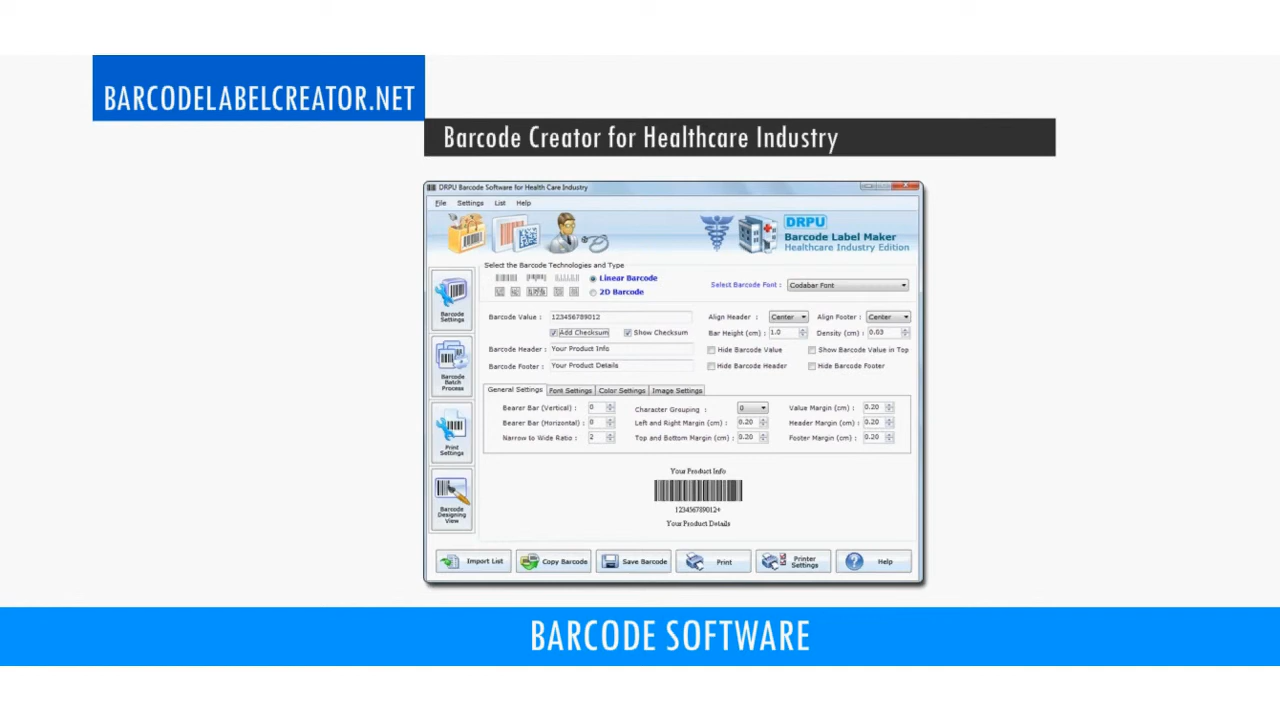 BARCODELABELCREATOR.NET
Barcode Creator for Healthcare Industry
DRPU Barcode Software for Health Care Industry
File Settings List Help
DRPU
Barcode Label Maker
Healthcare Industry Edition
Select the Barcode Technologies and Type
Linear Barcode
2D Barcode
Select Barcode Font : Codabar Font
Barcode Value : 123456789012
Align Header : Center Align Footer : Center
Add Checksum Show Checksum
Bar Height (cm) : 1.0 Density (cm) : 0.03
Barcode Header : Your Product Info
Hide Barcode Value Show Barcode Value in Top
Barcode Footer : Your Product Details
Hide Barcode Header Hide Barcode Footer
General Settings Font Settings Color Settings Image Settings
Bearer Bar (Vertical) : 0 Character Grouping : 0 Value Margin (cm) : 0.20
Bearer Bar (Horizontal) : 0 Left and Right Margin (cm) : 0.20 Header Margin (cm) : 0.20
Narrow to Wide Ratio : 2 Top and Bottom Margin (cm) : 0.20 Footer Margin (cm) : 0.20
Barcode
Settings
Barcode
Batch
Process
Print
Settings
Barcode
Designing
View
Your Product Info
123456789012+
Your Product Details
Import List Copy Barcode Save Barcode Print Printer Settings Help
BARCODE SOFTWARE